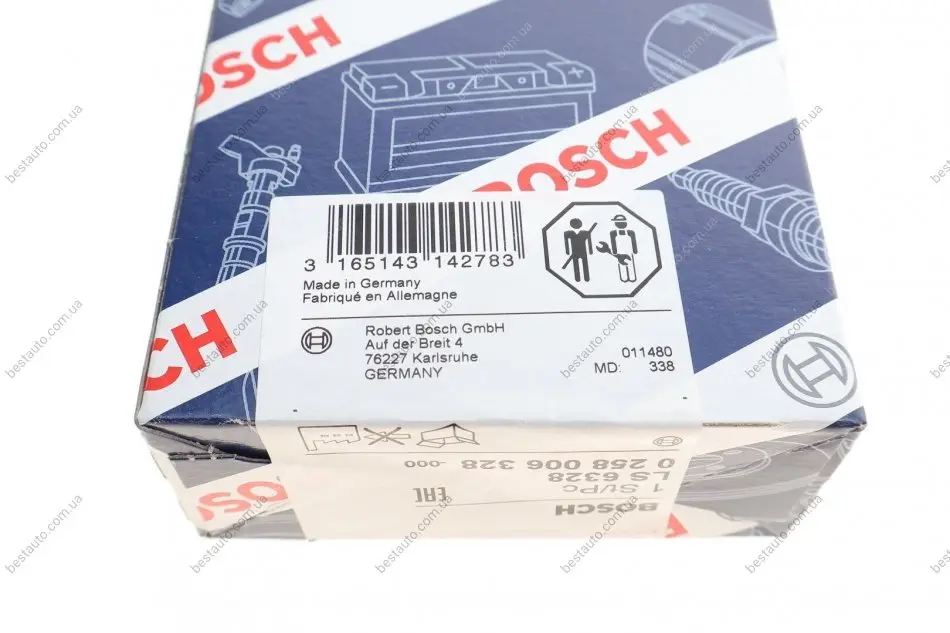 BOSCH
BOSCH
BOSCH
3 165143 142783
Made in Germany
Fabriqué en Allemagne
Robert Bosch GmbH
Auf der Breit 4
76227 Karlsruhe
GERMANY
011480
MD: 338
0 258 006 328 -000
LS 6328
1 St/Pc
EAC
BOSCH
bestauto.com.ua